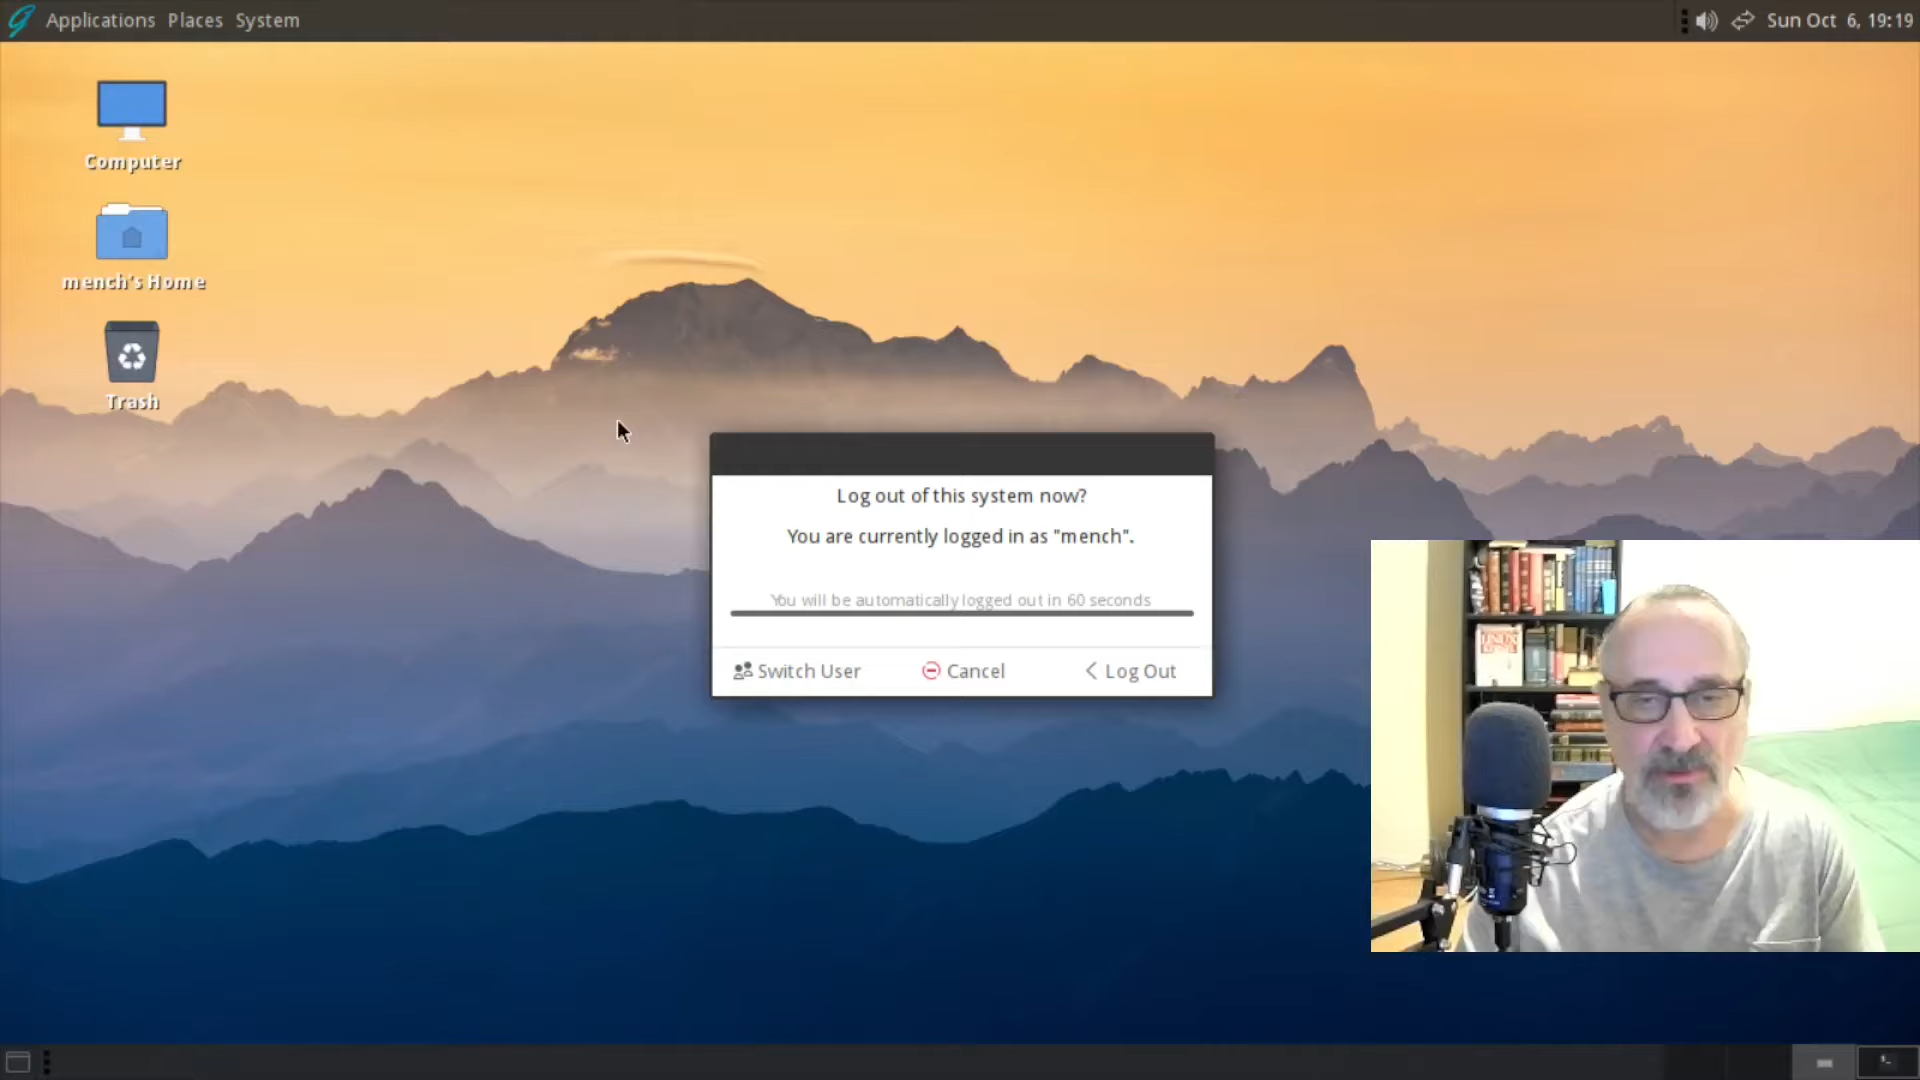 Applications Places System
Sun Oct 6, 19:19
Computer
mench's Home
Trash
Log out of this system now?
You are currently logged in as "mench".
You will be automatically logged out in 60 seconds
Switch User
Cancel
Log Out
LINUX